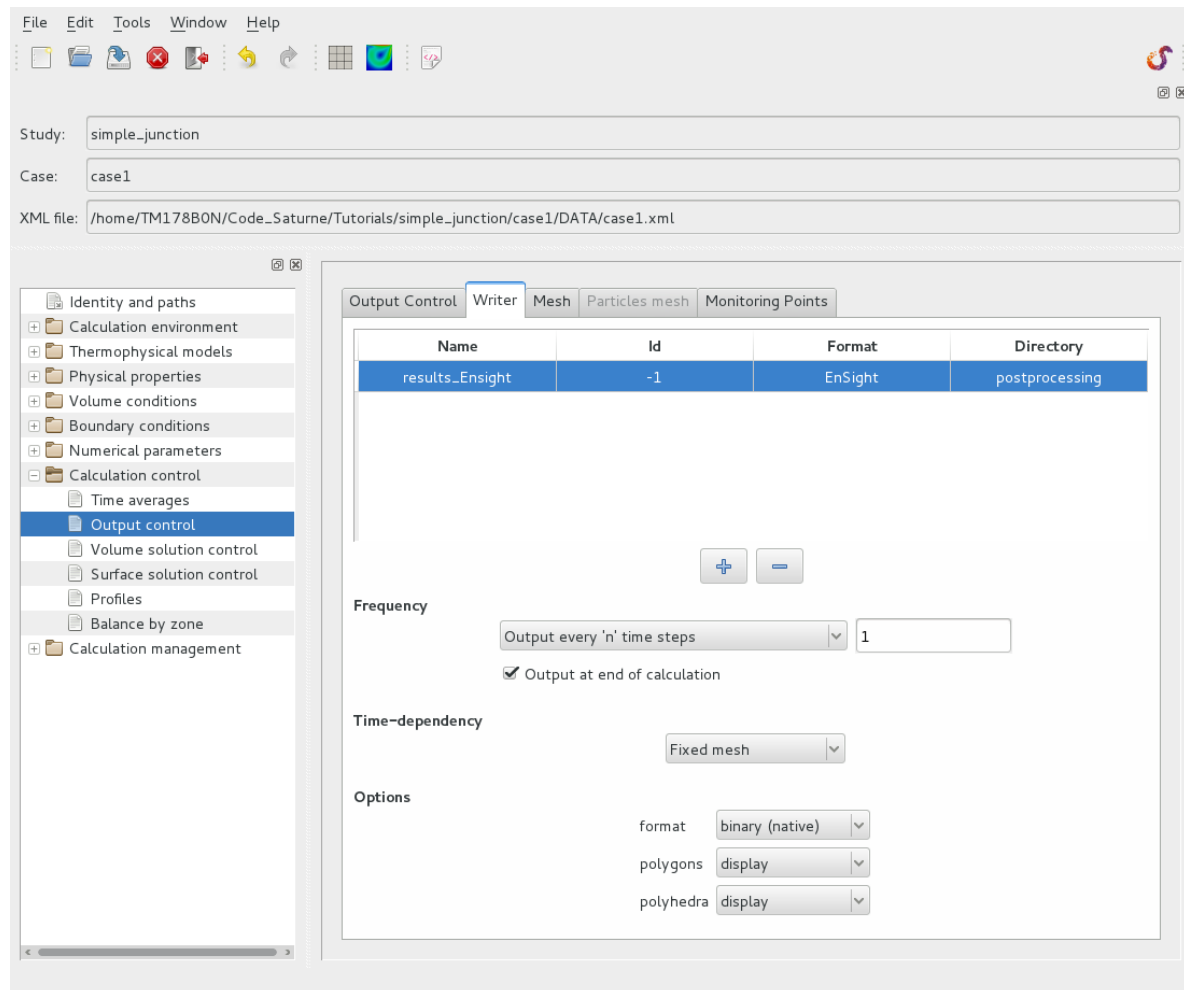 File Edit Tools Window Help
Study: simple_junction
Case: case1
XML file: /home/TM178B0N/Code_Saturne/Tutorials/simple_junction/case1/DATA/case1.xml
Identity and paths
Calculation environment
Thermophysical models
Physical properties
Volume conditions
Boundary conditions
Numerical parameters
Calculation control
Time averages
Output control
Volume solution control
Surface solution control
Profiles
Balance by zone
Calculation management
Output Control Writer Mesh Particles mesh Monitoring Points
Name Id Format Directory
results_Ensight -1 EnSight postprocessing
Frequency
Output every 'n' time steps 1
Output at end of calculation
Time-dependency
Fixed mesh
Options
format binary (native)
polygons display
polyhedra display